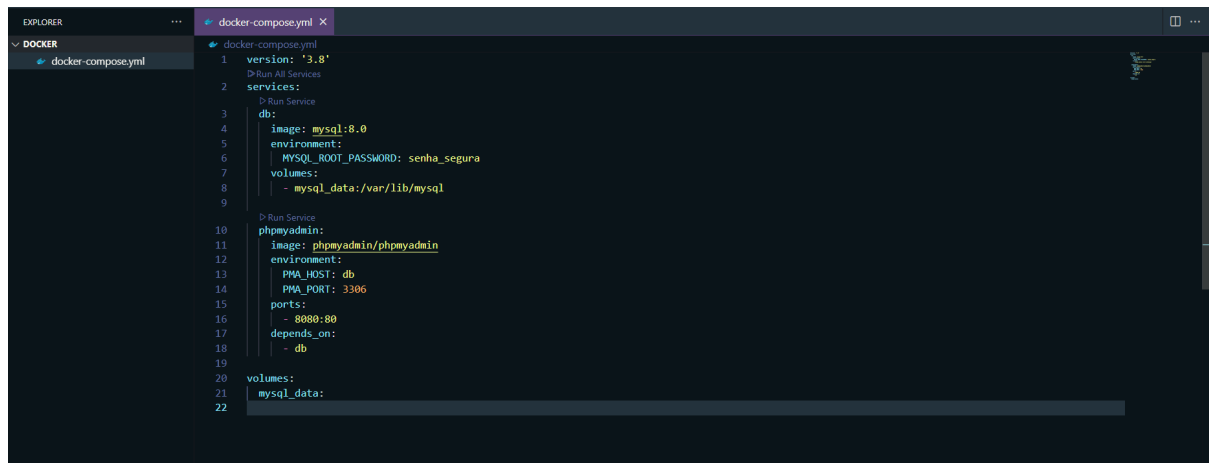 EXPLORER
···
docker-compose.yml ×
···
DOCKER
docker-compose.yml
docker-compose.yml
1 version: '3.8'
Run All Services
2 services:
Run Service
3 db:
4 image: mysql:8.0
5 environment:
6 MYSQL_ROOT_PASSWORD: senha_segura
7 volumes:
8 - mysql_data:/var/lib/mysql
9
Run Service
10 phpmyadmin:
11 image: phpmyadmin/phpmyadmin
12 environment:
13 PMA_HOST: db
14 PMA_PORT: 3306
15 ports:
16 - 8080:80
17 depends_on:
18 - db
19
20 volumes:
21 mysql_data:
22